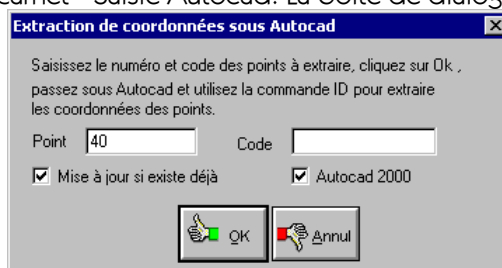 Extraction de coordonnées sous Autocad
Saisissez le numéro et code des points à extraire, cliquez sur Ok ,
passez sous Autocad et utilisez la commande ID pour extraire
les coordonnées des points.
Point 40 Code
Mise à jour si existe déjà Autocad 2000
OK Annul